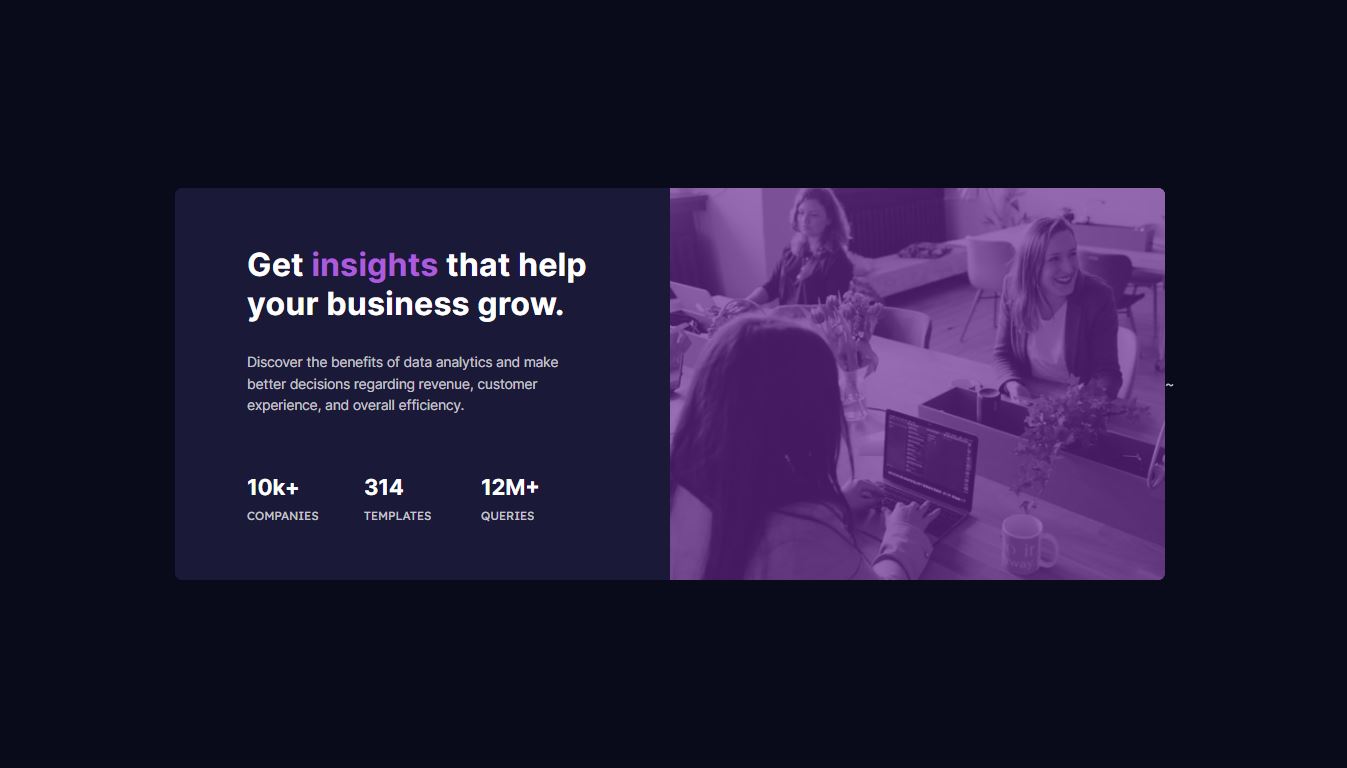 Get insights that help
your business grow.
Discover the benefits of data analytics and make
better decisions regarding revenue, customer
experience, and overall efficiency.
10k+ 314 12M+
COMPANIES TEMPLATES QUERIES
~